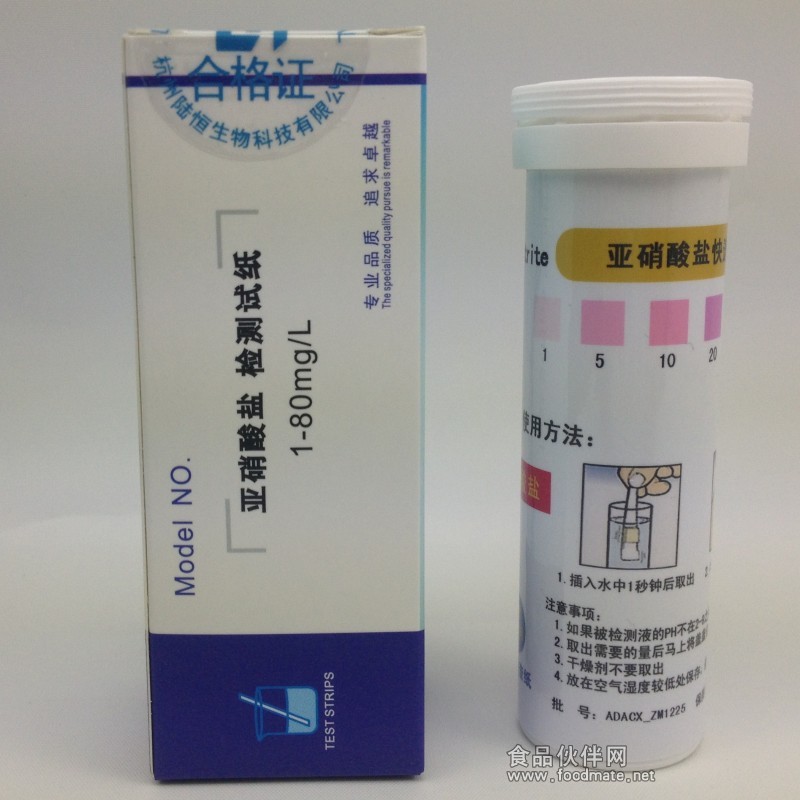 合格证
杭州陆恒生物科技有限公司
专业品质 追求卓越
The specialized quality pursue is remarkable
亚硝酸盐 检测试纸
1-80mg/L
Model NO.
TEST STRIPS
亚硝酸盐快
1 5 10 20
使用方法：
盐
1.插入水中1秒钟后取出
注意事项：
1.如果被检测液的PH不在2-
2.取出需要的量后马上将
3.干燥剂不要取出
4.放在空气湿度较低处保存
批 号：ADACX_ZM1225
食品伙伴网
www.foodmate.net